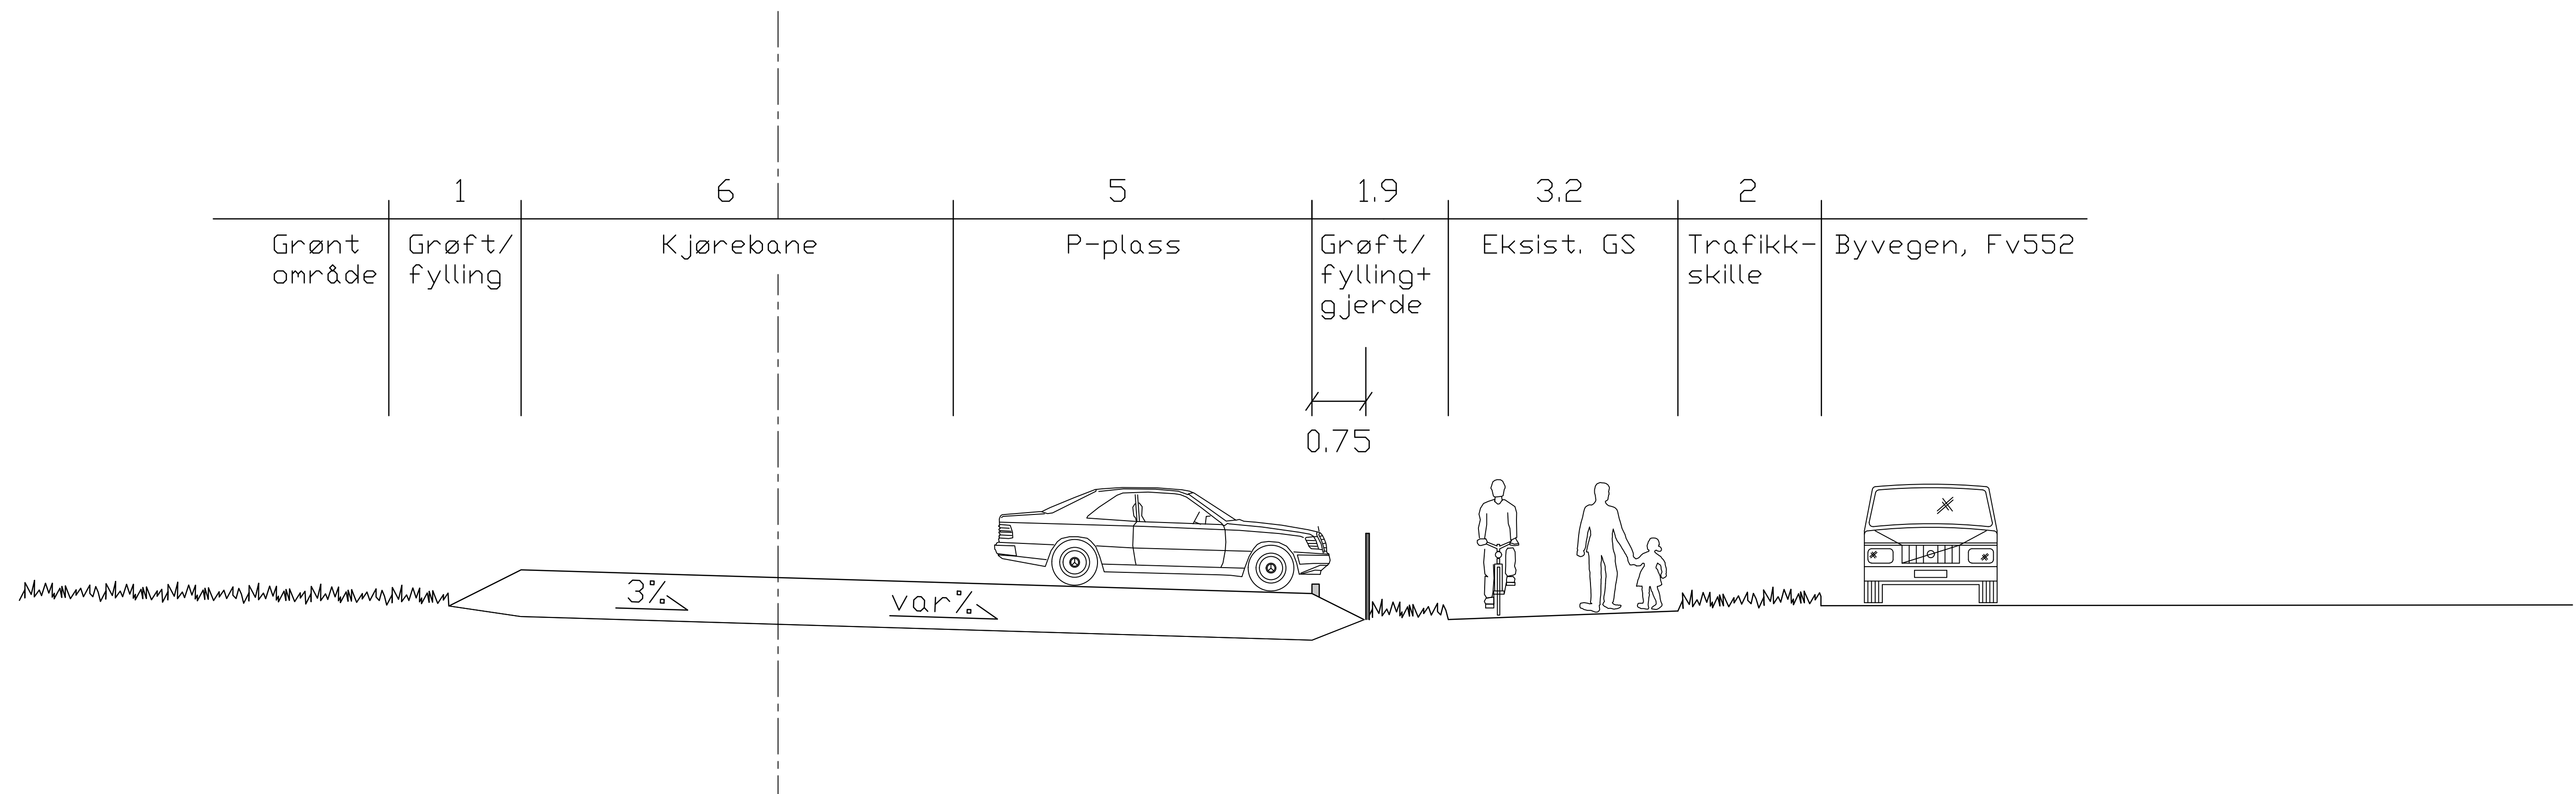 1 6 5 1.9 3.2 2
Grønt
område
Grøft/
fylling
Kjørebane
P-plass
Grøft/
fylling+
gjerde
Eksist. GS
Trafikk-
skille
Byvegen, Fv552
0.75
3%
var%